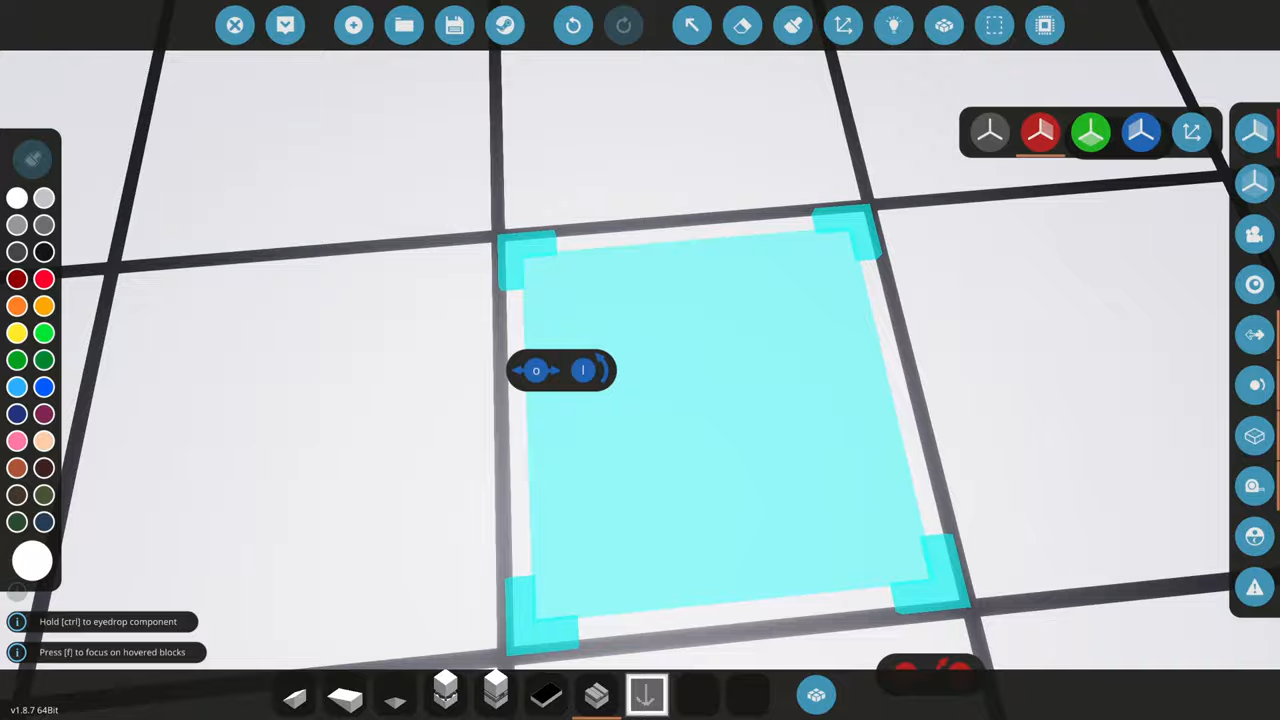 o l
Hold [ctrl] to eyedrop component
Press [f] to focus on hovered blocks
v1.8.7 64Bit